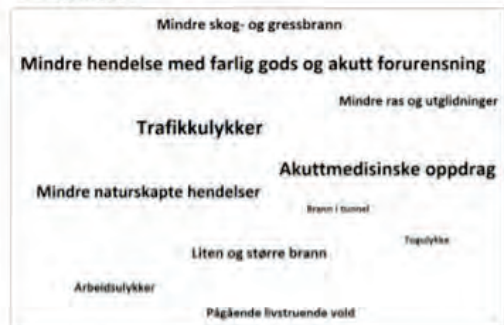 Mindre skog- og gressbrann
Mindre hendelse med farlig gods og akutt forurensning
Mindre ras og utglidninger
Trafikkulykker
Akuttmedisinske oppdrag
Mindre naturskapte hendelser
Brann i tunnel
Togulykke
Liten og større brann
Arbeidsulykker
Pågående livstruende vold